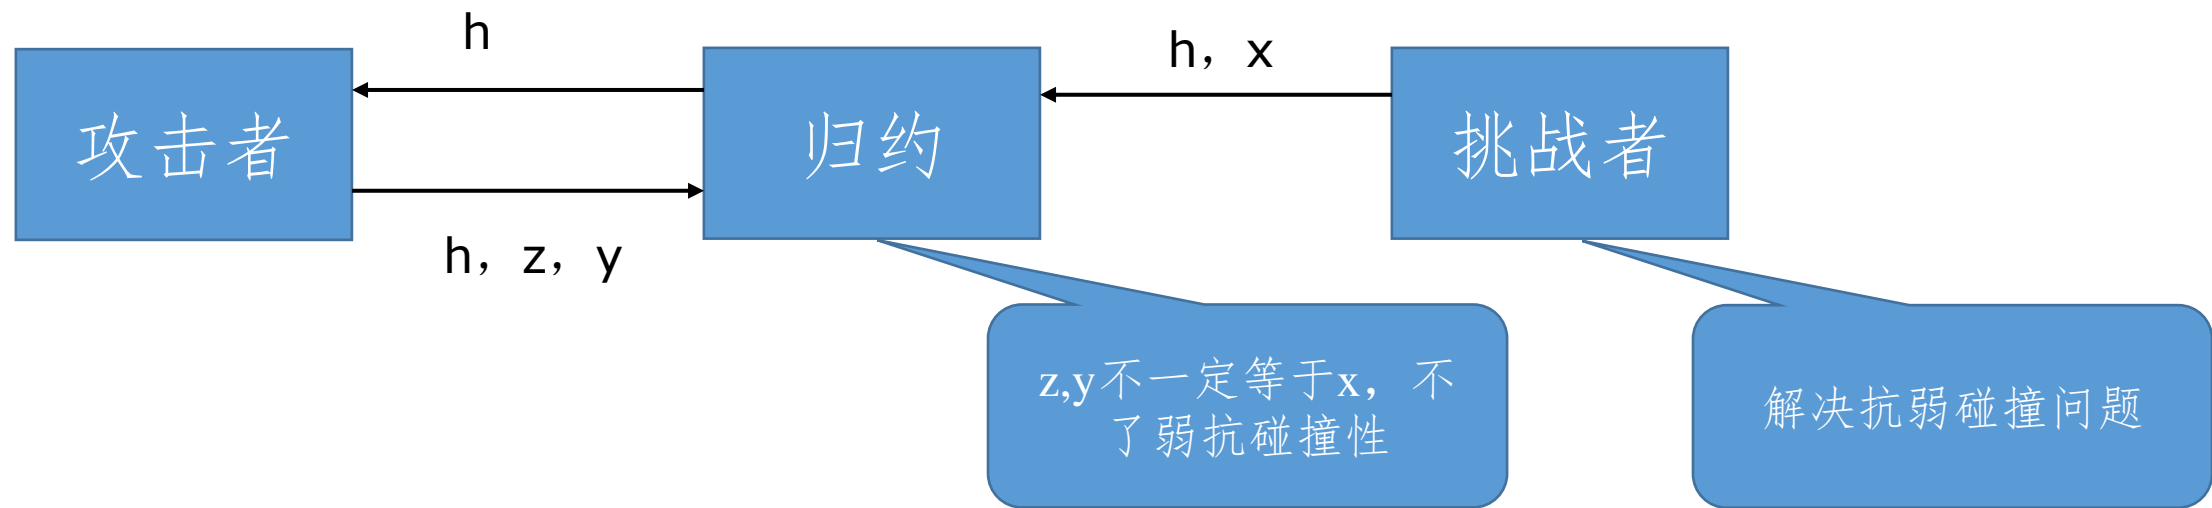 h
h，x
攻击者
归约
挑战者
h，z，y
z,y不一定等于x，不
了弱抗碰撞性
解决抗弱碰撞问题